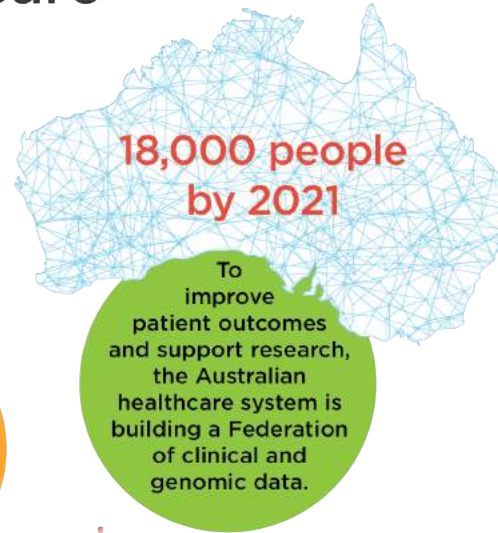 18,000 people
by 2021
To
improve
patient outcomes
and support research,
the Australian
healthcare system is
building a Federation
of clinical and
genomic data.